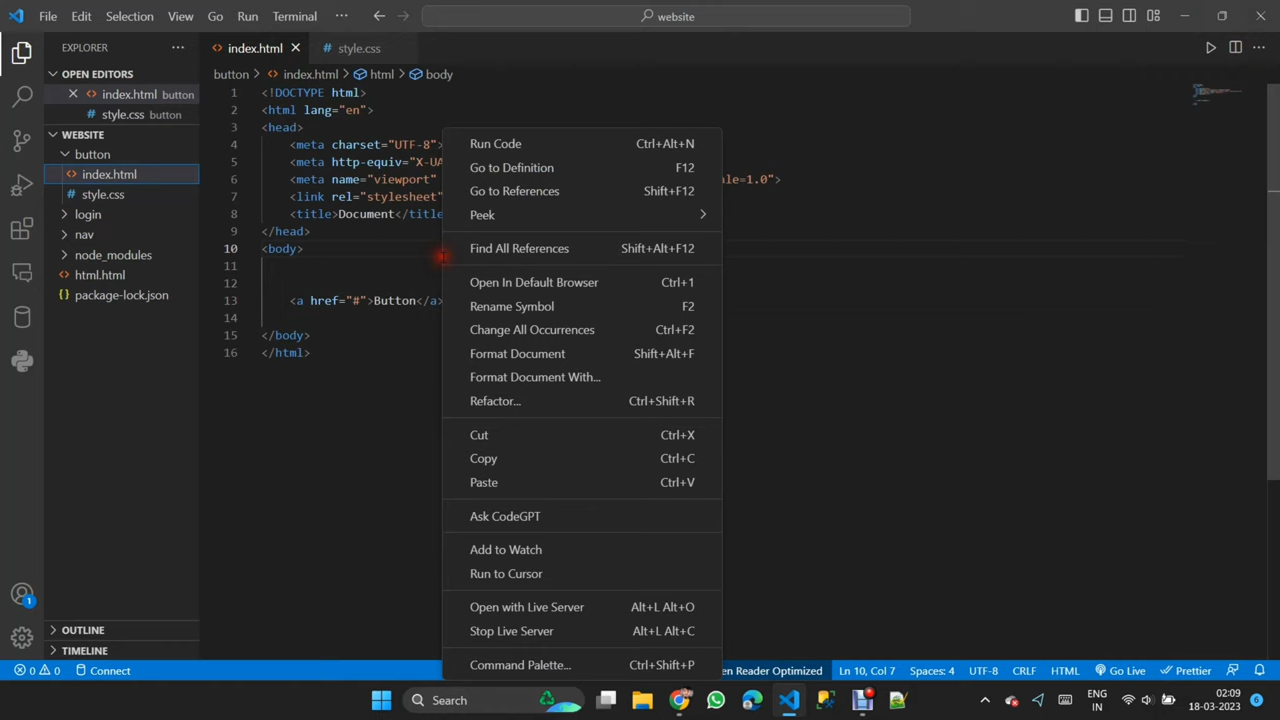 File Edit Selection View Go Run Terminal ··· website
EXPLORER ···
OPEN EDITORS
index.html button
style.css button
WEBSITE
button
index.html
style.css
login
nav
node_modules
html.html
package-lock.json
OUTLINE
TIMELINE
index.html style.css
button > index.html > html > body
1 <!DOCTYPE html>
2 <html lang="en">
3 <head>
4 <meta charset="UTF-8">
5 <meta http-equiv="X-UA
6 <meta name="viewport" ale=1.0">
7 <link rel="stylesheet"
8 <title>Document</title
9 </head>
10 <body>
11
12
13 <a href="#">Button</a>
14
15 </body>
16 </html>
Run Code Ctrl+Alt+N
Go to Definition F12
Go to References Shift+F12
Peek
Find All References Shift+Alt+F12
Open In Default Browser Ctrl+1
Rename Symbol F2
Change All Occurrences Ctrl+F2
Format Document Shift+Alt+F
Format Document With...
Refactor... Ctrl+Shift+R
Cut Ctrl+X
Copy Ctrl+C
Paste Ctrl+V
Ask CodeGPT
Add to Watch
Run to Cursor
Open with Live Server Alt+L Alt+O
Stop Live Server Alt+L Alt+C
Command Palette... Ctrl+Shift+P
1
0 0 Connect en Reader Optimized Ln 10, Col 7 Spaces: 4 UTF-8 CRLF HTML Go Live Prettier
Search
ENG
IN
02:09
18-03-2023
6